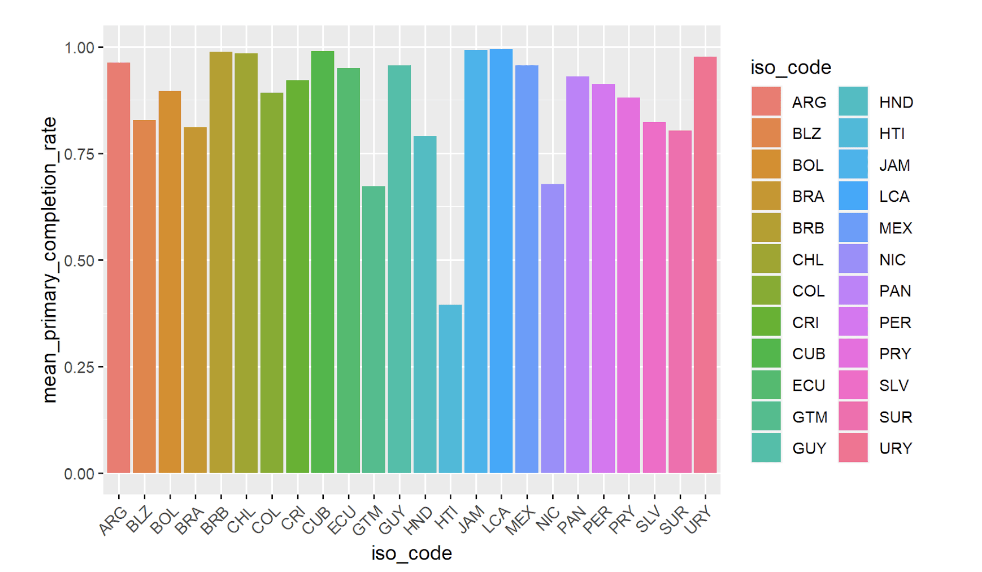 mean_primary_completion_rate
1.00
0.75
0.50
0.25
0.00
ARG BLZ BOL BRA BRB CHL COL CRI CUB ECU GTM GUY HND HTI JAM LCA MEX NIC PAN PER PRY SLV SUR URY
iso_code
iso_code
ARG HND
BLZ HTI
BOL JAM
BRA LCA
BRB MEX
CHL NIC
COL PAN
CRI PER
CUB PRY
ECU SLV
GTM SUR
GUY URY